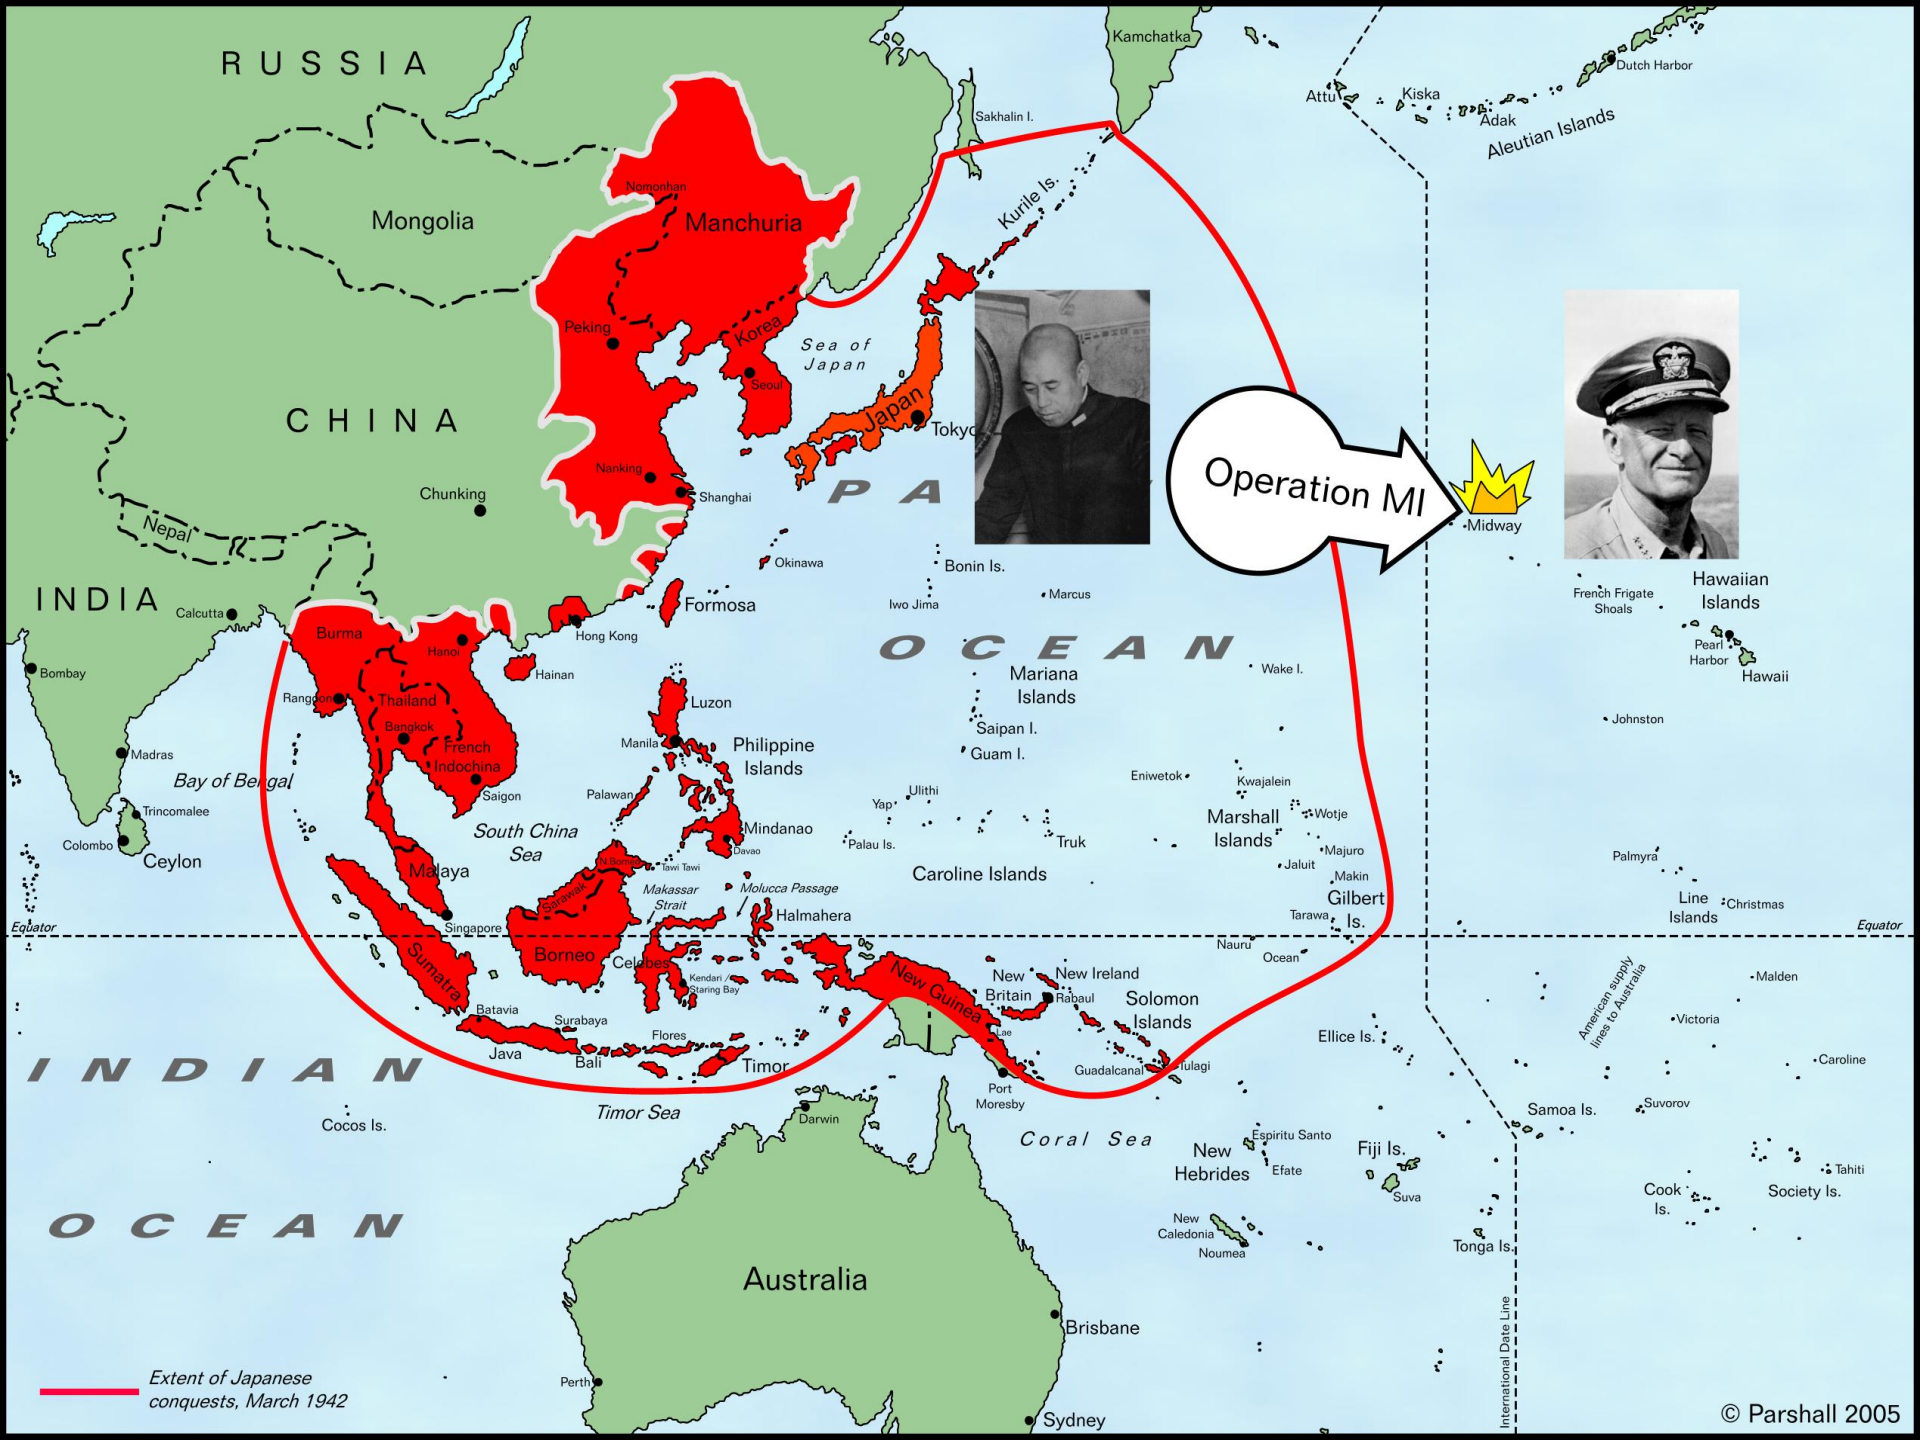 RUSSIA
Kamchatka
Dutch Harbor
Attu
Kiska
Adak
Aleutian Islands
Sakhalin I.
Kurile Is.
Nomonhan
Mongolia
Manchuria
Peking
Korea
Seoul
Sea of
Japan
Japan
Tokyo
CHINA
Nanking
Shanghai
Chunking
Nepal
P A
Operation MI
Midway
Okinawa
Bonin Is.
Iwo Jima
Marcus
French Frigate
Shoals
Hawaiian
Islands
Pearl
Harbor
Hawaii
INDIA
Calcutta
Burma
Hanoi
Formosa
Hong Kong
Hainan
OCEAN
Bombay
Rangoon
Thailand
Bangkok
French
Indochina
Saigon
Luzon
Manila
Philippine
Islands
Mariana
Islands
Saipan I.
Guam I.
Wake I.
Johnston
Madras
Bay of Bengal
Trincomalee
Colombo
Ceylon
South China
Sea
Palawan
Mindanao
Davao
Yap
Ulithi
Palau Is.
Truk
Caroline Islands
Eniwetok
Kwajalein
Marshall
Islands
Wotje
Majuro
Jaluit
Makin
Gilbert
Is.
Tarawa
Palmyra
Line
Islands
Christmas
Malaya
Singapore
N.Borneo
Tawi Tawi
Sarawak
Makassar
Strait
Molucca Passage
Halmahera
Equator
Equator
Sumatra
Borneo
Celebes
Kendari /
Staring Bay
New Guinea
New
Britain
New Ireland
Rabaul
Solomon
Islands
Nauru
Ocean
Malden
American supply
lines to Australia
Batavia
Surabaya
Java
Bali
Flores
Timor
Lae
Guadalcanal
Tulagi
Ellice Is.
Victoria
Caroline
INDIAN
OCEAN
Timor Sea
Cocos Is.
Darwin
Port
Moresby
Coral Sea
New
Hebrides
Espiritu Santo
Efate
Fiji Is.
Suva
Samoa Is.
Suvorov
Tahiti
Society Is.
Cook
Is.
New
Caledonia
Noumea
Tonga Is.
Australia
Brisbane
Perth
Sydney
International Date Line
Extent of Japanese
conquests, March 1942
© Parshall 2005